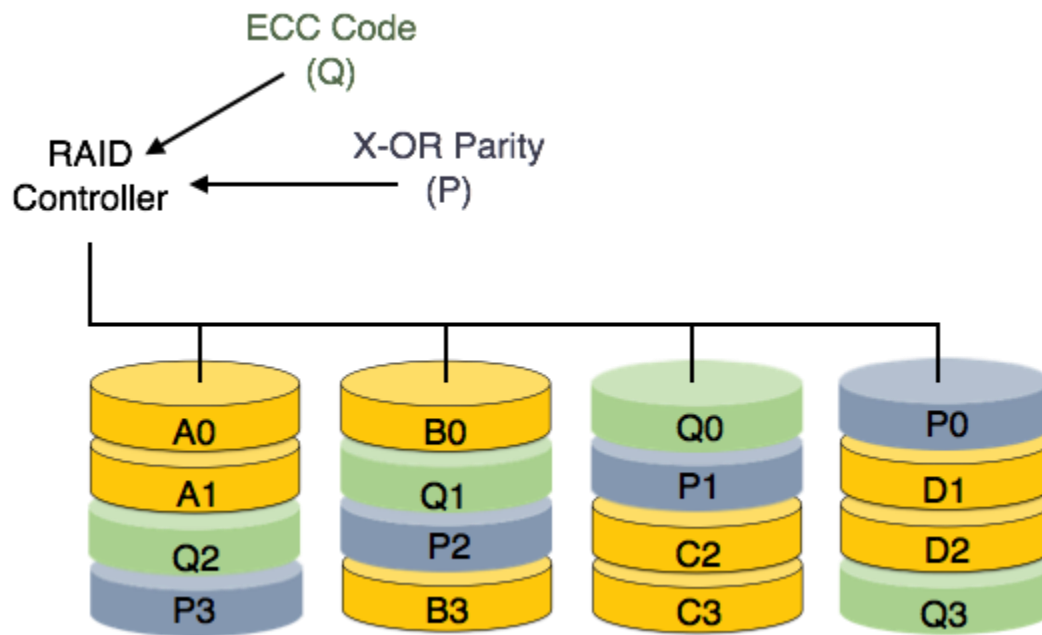 ECC Code
(Q)
RAID
Controller
X-OR Parity
(P)
A0
B0
Q0
P0
A1
Q1
P1
D1
Q2
P2
C2
D2
P3
B3
C3
Q3